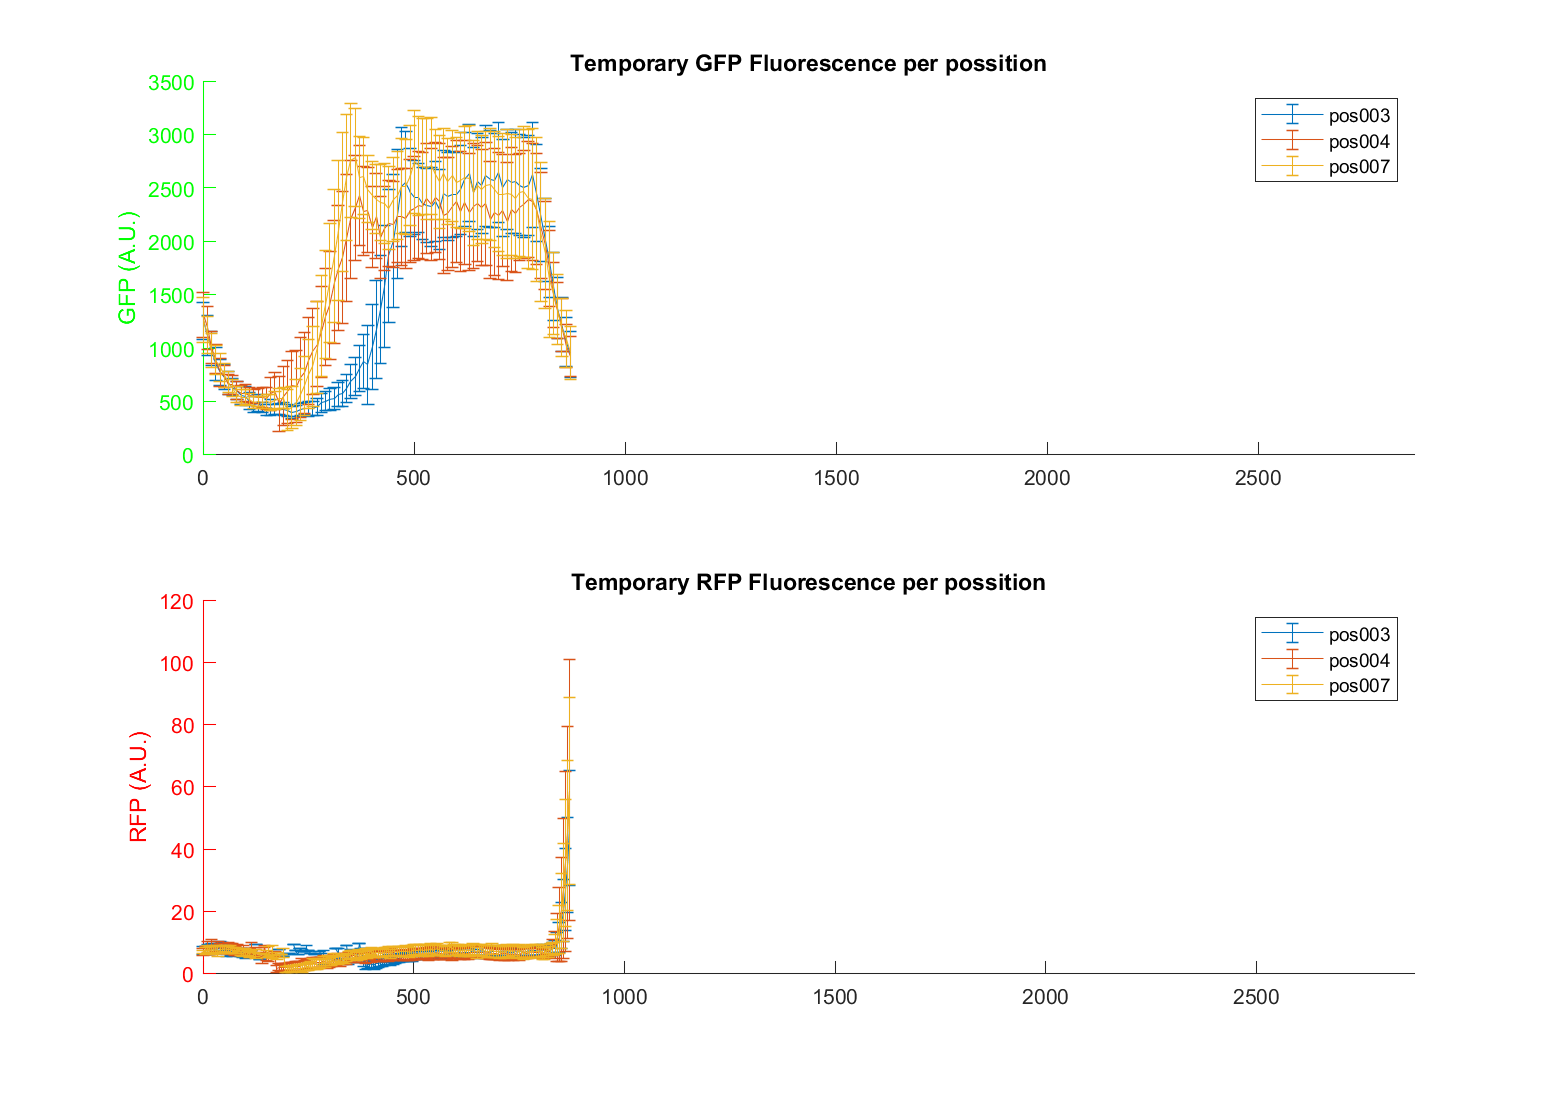 Temporary GFP Fluorescence per possition
3500
3000
2500
2000
1500
1000
500
0
GFP (A.U.)
0 500 1000 1500 2000 2500
pos003
pos004
pos007
Temporary RFP Fluorescence per possition
120
100
80
60
40
20
0
RFP (A.U.)
0 500 1000 1500 2000 2500
pos003
pos004
pos007